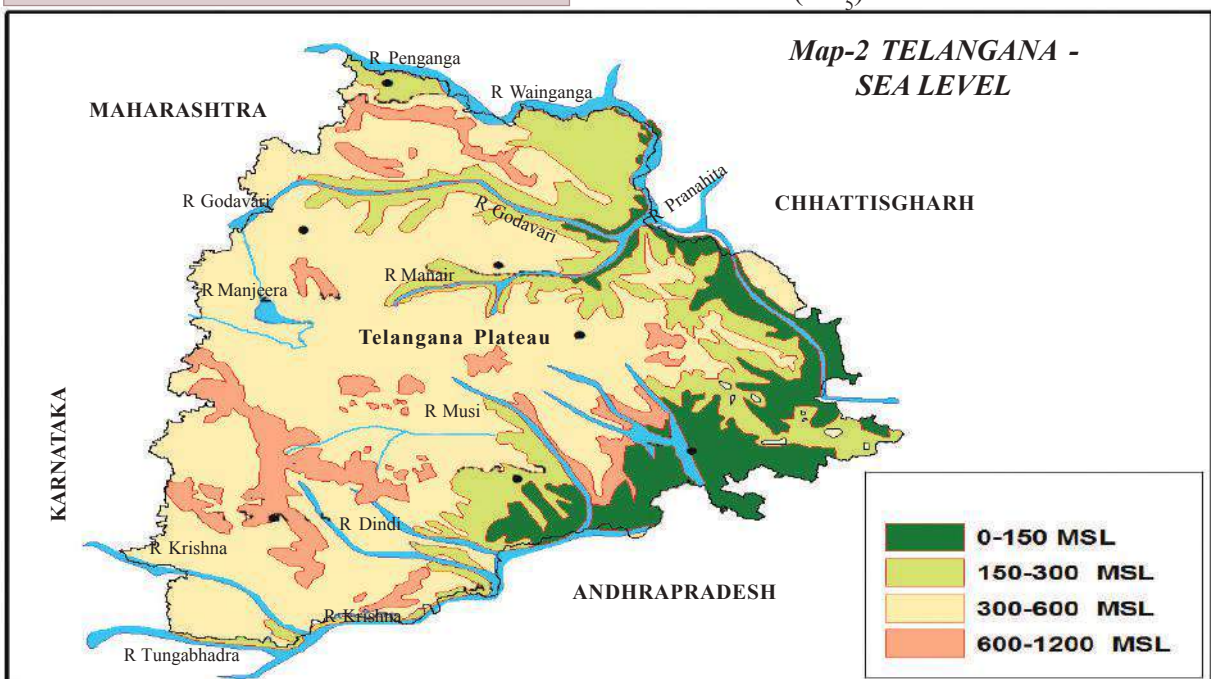 5
Map-2 TELANGANA -
SEA LEVEL
R Penganga
R Wainganga
MAHARASHTRA
R Pranahita
CHHATTISGHARH
R Godavari
R Godavari
R Manair
R Manjeera
Telangana Plateau
R Musi
KARNATAKA
R Dindi
R Krishna
ANDHRAPRADESH
R Krishna
R Tungabhadra
0-150 MSL
150-300 MSL
300-600 MSL
600-1200 MSL